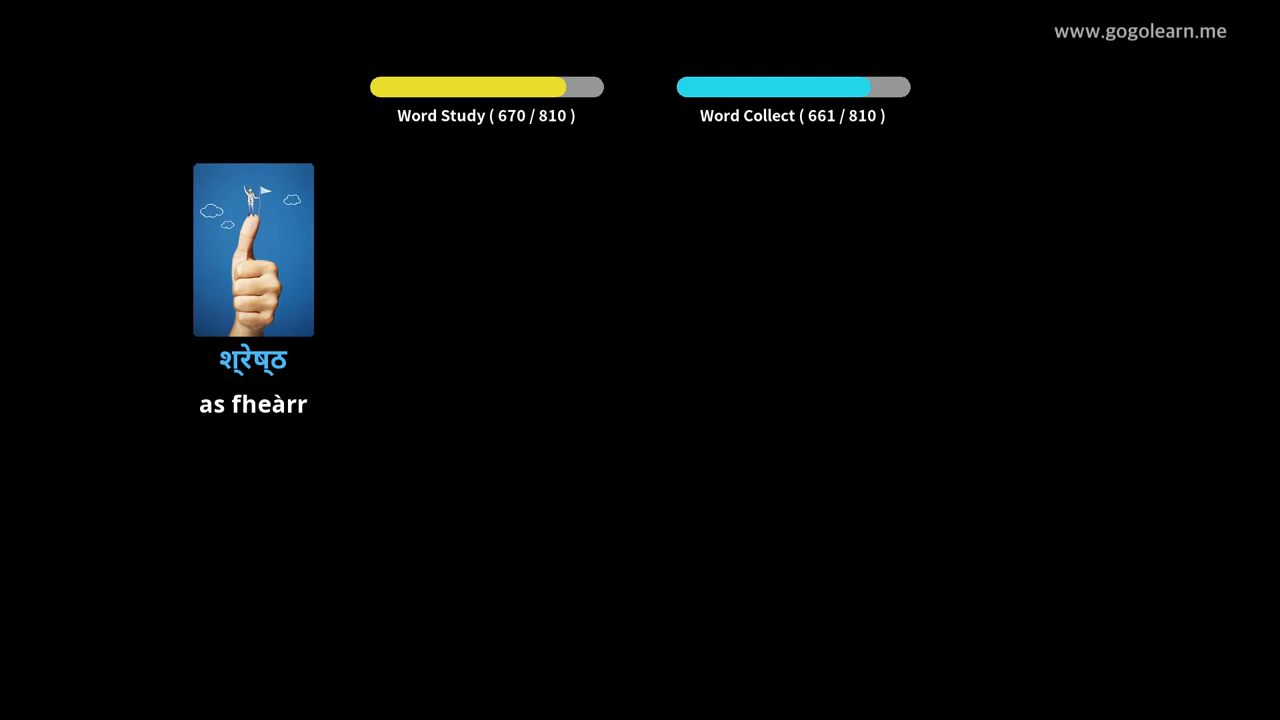 www.gogolearn.me
Word Study ( 670 / 810 )
Word Collect ( 661 / 810 )
श्रेष्ठ
as fheàrr